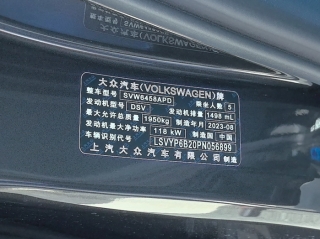 大众汽车(VOLKSWAGEN)牌
整车型号 SVW6458APD 乘坐人数 5
发动机型号 DSV 发动机排量 1498 mL
最大允许总质量 1950kg 制造年月 2023-08
发动机最大净功率 118 kW 制造国 中国
车辆识别代号 LSVYP6B20PN056899
上汽大众汽车有限公司制造